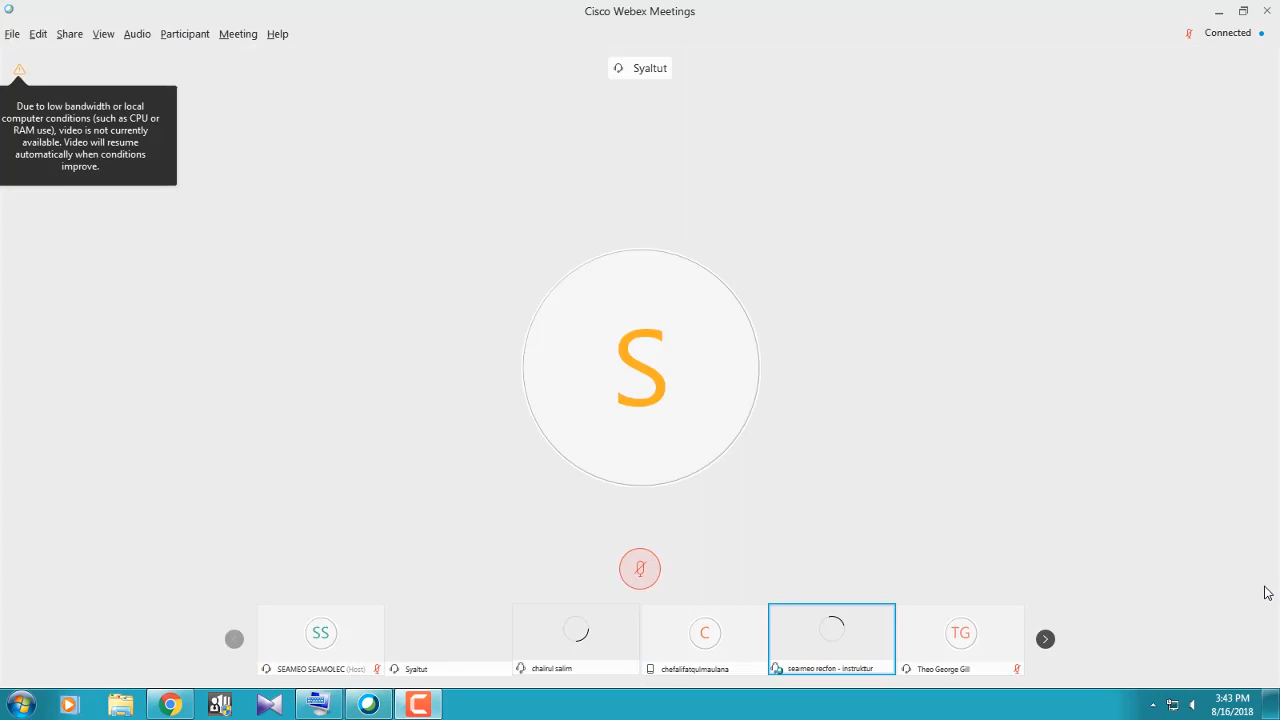 Cisco Webex Meetings
File Edit Share View Audio Participant Meeting Help
Connected
Syaltut
Due to low bandwidth or local
computer conditions (such as CPU or
RAM use), video is not currently
available. Video will resume
automatically when conditions
improve.
S
SS
C
TG
SEAMEO SEAMOLEC (Host)
Syaltut
chairul salim
chefalifatqulmaulana
seameo recfon - instruktur
Theo George Gill
3:43 PM
8/16/2018